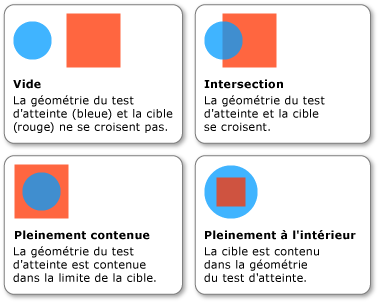 Vide
La géométrie du test
d'atteinte (bleue) et la cible
(rouge) ne se croisent pas.
Intersection
La géométrie du test
d'atteinte et la cible
se croisent.
Pleinement contenue
La géométrie du test
d'atteinte est contenue
dans la limite de la cible.
Pleinement à l'intérieur
La cible est contenu
dans la géométrie
du test d'atteinte.